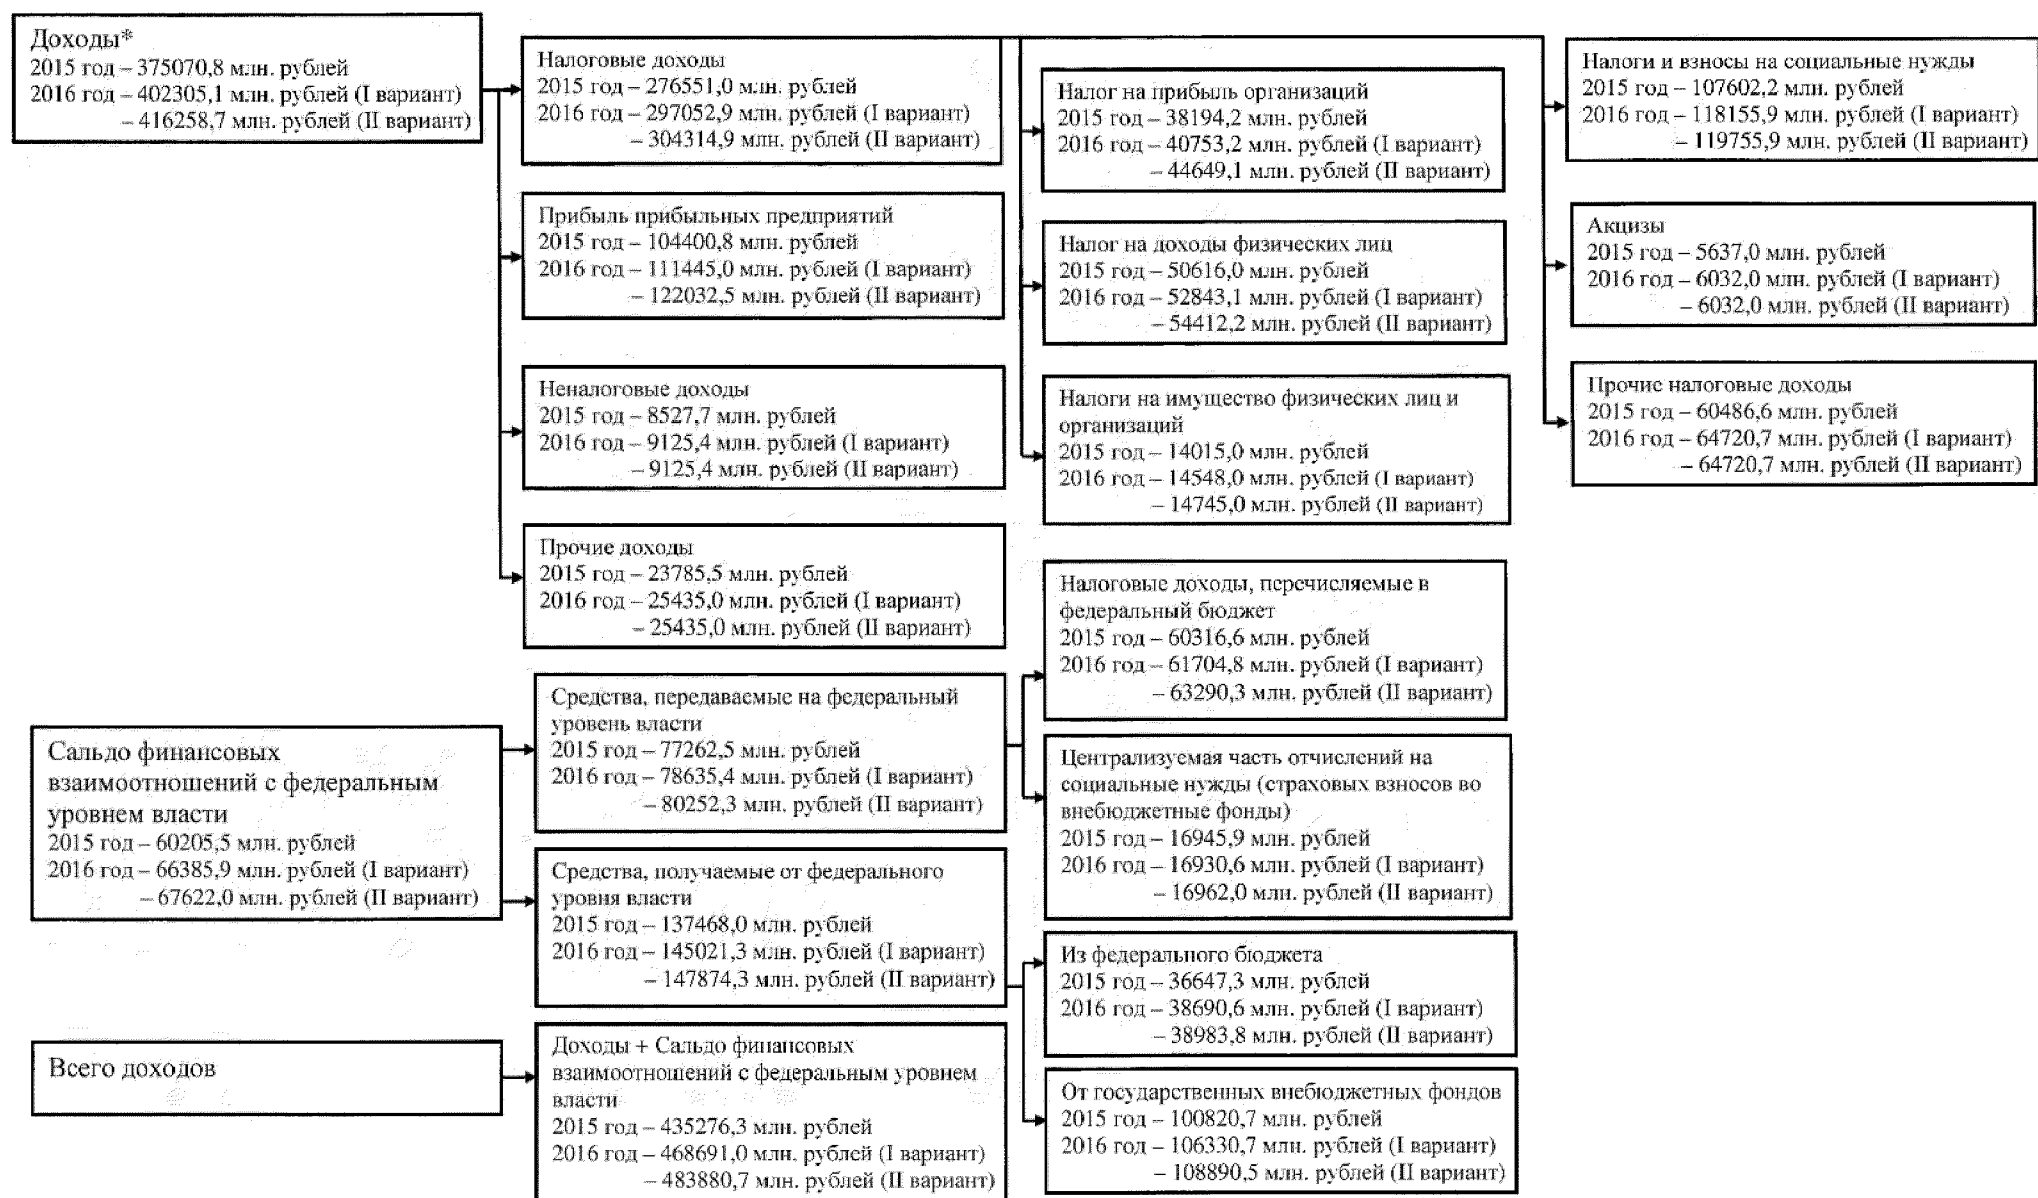 Доходы*
2015 год – 375070,8 млн. рублей
2016 год – 402305,1 млн. рублей (I вариант)
– 416258,7 млн. рублей (II вариант)
Налоговые доходы
2015 год – 276551,0 млн. рублей
2016 год – 297052,9 млн. рублей (I вариант)
– 304314,9 млн. рублей (II вариант)
Прибыль прибыльных предприятий
2015 год – 104400,8 млн. рублей
2016 год – 111445,0 млн. рублей (I вариант)
– 122032,5 млн. рублей (II вариант)
Неналоговые доходы
2015 год – 8527,7 млн. рублей
2016 год – 9125,4 млн. рублей (I вариант)
– 9125,4 млн. рублей (II вариант)
Прочие доходы
2015 год – 23785,5 млн. рублей
2016 год – 25435,0 млн. рублей (I вариант)
– 25435,0 млн. рублей (II вариант)
Налог на прибыль организаций
2015 год – 38194,2 млн. рублей
2016 год – 40753,2 млн. рублей (I вариант)
– 44649,1 млн. рублей (II вариант)
Налог на доходы физических лиц
2015 год – 50616,0 млн. рублей
2016 год – 52843,1 млн. рублей (I вариант)
– 54412,2 млн. рублей (II вариант)
Налоги на имущество физических лиц и
организаций
2015 год – 14015,0 млн. рублей
2016 год – 14548,0 млн. рублей (I вариант)
– 14745,0 млн. рублей (II вариант)
Налоги и взносы на социальные нужды
2015 год – 107602,2 млн. рублей
2016 год – 118155,9 млн. рублей (I вариант)
– 119755,9 млн. рублей (II вариант)
Акцизы
2015 год – 5637,0 млн. рублей
2016 год – 6032,0 млн. рублей (I вариант)
– 6032,0 млн. рублей (II вариант)
Прочие налоговые доходы
2015 год – 60486,6 млн. рублей
2016 год – 64720,7 млн. рублей (I вариант)
– 64720,7 млн. рублей (II вариант)
Сальдо финансовых
взаимоотношений с федеральным
уровнем власти
2015 год – 60205,5 млн. рублей
2016 год – 66385,9 млн. рублей (I вариант)
– 67622,0 млн. рублей (II вариант)
Средства, передаваемые на федеральный
уровень власти
2015 год – 77262,5 млн. рублей
2016 год – 78635,4 млн. рублей (I вариант)
– 80252,3 млн. рублей (II вариант)
Средства, получаемые от федерального
уровня власти
2015 год – 137468,0 млн. рублей
2016 год – 145021,3 млн. рублей (I вариант)
– 147874,3 млн. рублей (II вариант)
Налоговые доходы, перечисляемые в
федеральный бюджет
2015 год – 60316,6 млн. рублей
2016 год – 61704,8 млн. рублей (I вариант)
– 63290,3 млн. рублей (II вариант)
Централизуемая часть отчислений на
социальные нужды (страховых взносов во
внебюджетные фонды)
2015 год – 16945,9 млн. рублей
2016 год – 16930,6 млн. рублей (I вариант)
– 16962,0 млн. рублей (II вариант)
Из федерального бюджета
2015 год – 36647,3 млн. рублей
2016 год – 38690,6 млн. рублей (I вариант)
– 38983,8 млн. рублей (II вариант)
От государственных внебюджетных фондов
2015 год – 100820,7 млн. рублей
2016 год – 106330,7 млн. рублей (I вариант)
– 108890,5 млн. рублей (II вариант)
Всего доходов
Доходы + Сальдо финансовых
взаимоотношений с федеральным уровнем
власти
2015 год – 435276,3 млн. рублей
2016 год – 468691,0 млн. рублей (I вариант)
– 483880,7 млн. рублей (II вариант)